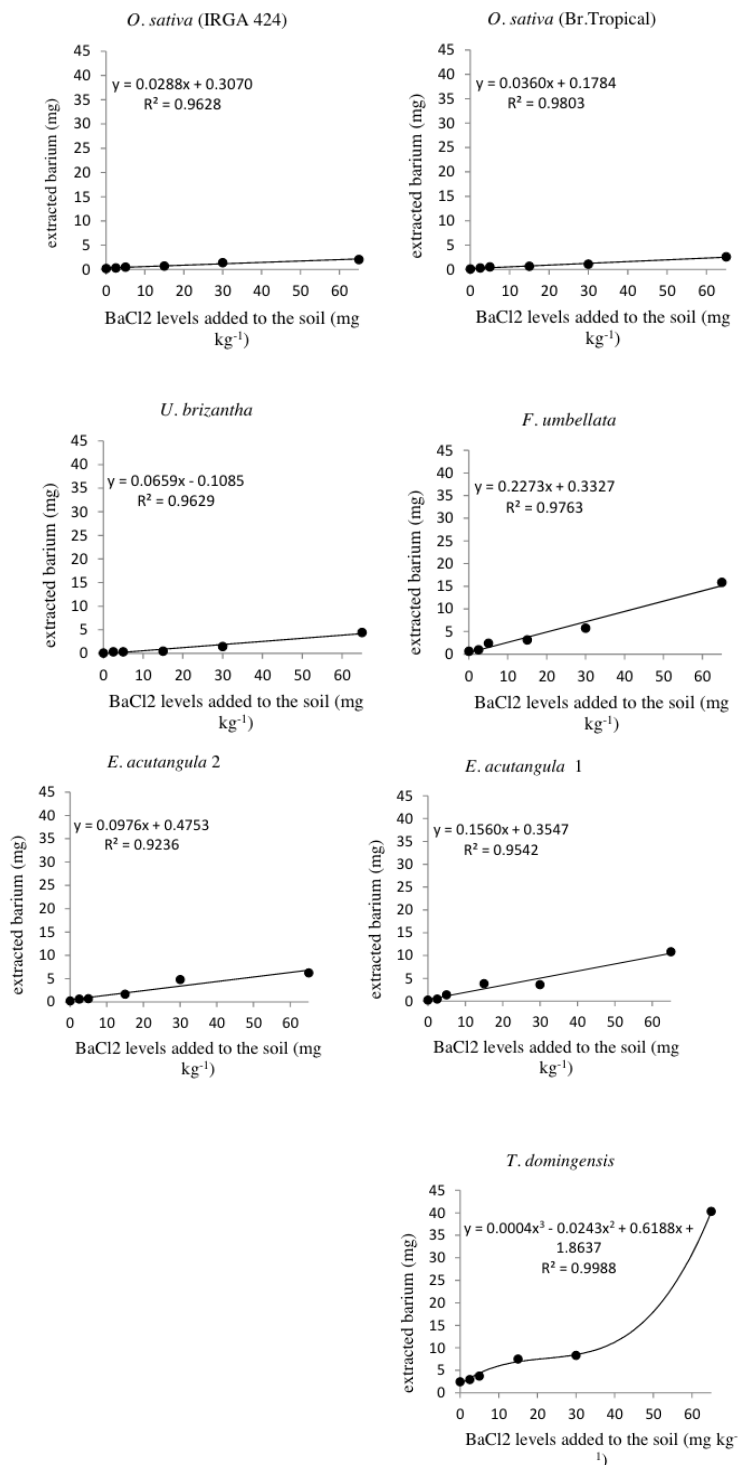 O. sativa (IRGA 424)
45
40
35
30
25
20
15
10
5
0
y = 0.0288x + 0.3070
R² = 0.9628
extracted barium (mg)
0 10 20 30 40 50 60
BaCl2 levels added to the soil (mg
kg⁻¹)
O. sativa (Br.Tropical)
45
40
35
30
25
20
15
10
5
0
y = 0.0360x + 0.1784
R² = 0.9803
extracted barium (mg)
0 10 20 30 40 50 60
BaCl2 levels added to the soil (mg
kg⁻¹)
U. brizantha
45
40
35
30
25
20
15
10
5
0
y = 0.0659x - 0.1085
R² = 0.9629
extracted barium (mg)
0 10 20 30 40 50 60
BaCl2 levels added to the soil (mg
kg⁻¹)
F. umbellata
45
40
35
30
25
20
15
10
5
0
y = 0.2273x + 0.3327
R² = 0.9763
extracted barium (mg)
0 10 20 30 40 50 60
BaCl2 levels added to the soil (mg
kg⁻¹)
E. acutangula 2
45
40
35
30
25
20
15
10
5
0
y = 0.0976x + 0.4753
R² = 0.9236
extracted barium (mg)
0 10 20 30 40 50 60
BaCl2 levels added to the soil (mg
kg⁻¹)
E. acutangula 1
45
40
35
30
25
20
15
10
5
0
y = 0.1560x + 0.3547
R² = 0.9542
extracted barium (mg)
0 10 20 30 40 50 60
BaCl2 levels added to the soil (mg
kg⁻¹)
T. domingensis
45
40
35
30
25
20
15
10
5
0
y = 0.0004x³ - 0.0243x² + 0.6188x +
1.8637
R² = 0.9988
extracted barium (mg)
0 10 20 30 40 50 60
BaCl2 levels added to the soil (mg kg⁻
¹)